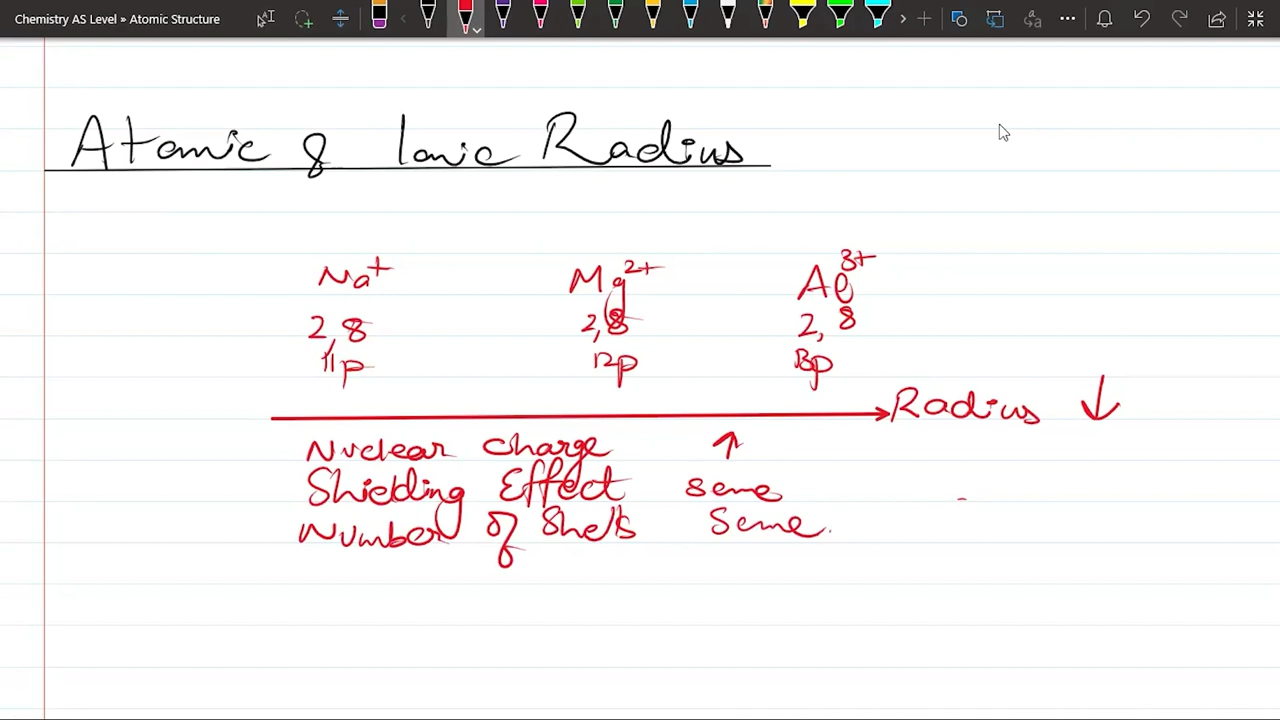 Chemistry AS Level » Atomic Structure
Atomic & Ionic Radius
Na⁺ Mg²⁺ Al³⁺
2,8 2,8 2,8
11p 12p 13p
Radius ↓
Nuclear charge ↑
Shielding Effect same
Number of Shells Same.